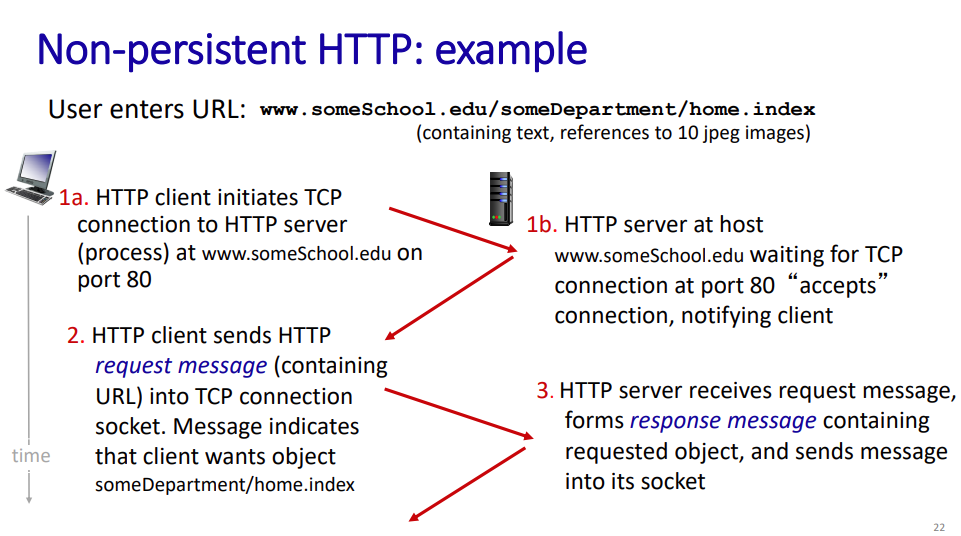 Non-persistent HTTP: example
User enters URL: www.someSchool.edu/someDepartment/home.index
(containing text, references to 10 jpeg images)
1a. HTTP client initiates TCP
connection to HTTP server
(process) at www.someSchool.edu on
port 80
1b. HTTP server at host
www.someSchool.edu waiting for TCP
connection at port 80 “accepts”
connection, notifying client
2. HTTP client sends HTTP
request message (containing
URL) into TCP connection
socket. Message indicates
that client wants object
someDepartment/home.index
3. HTTP server receives request message,
forms response message containing
requested object, and sends message
into its socket
time
22